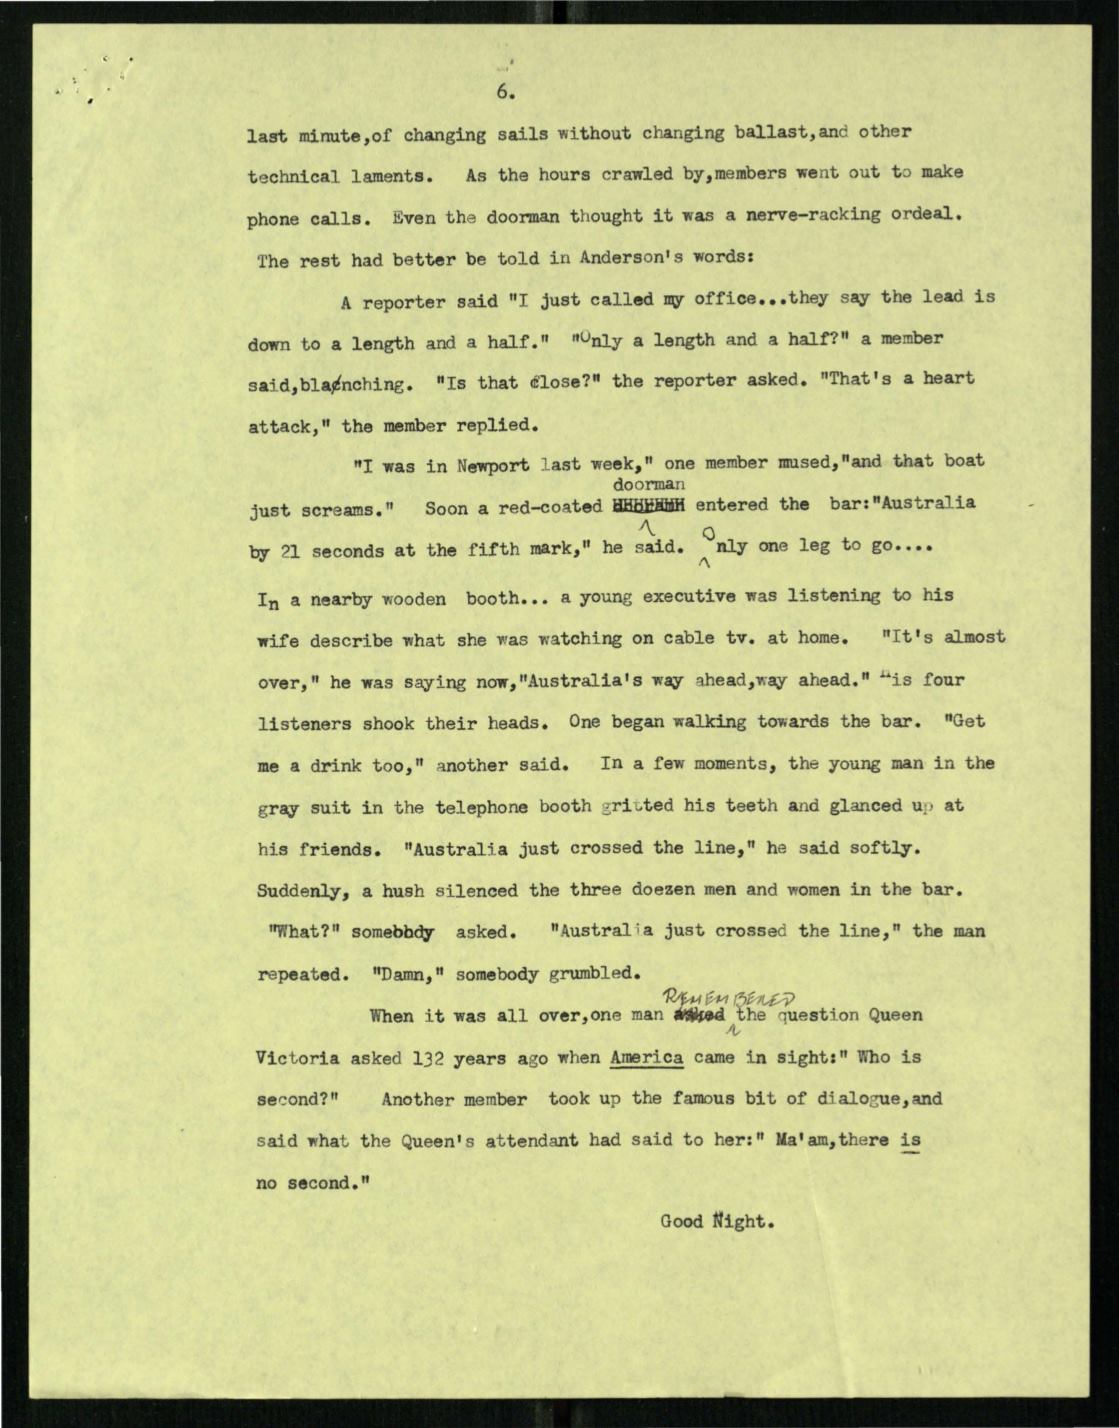 6.
last minute,of changing sails without changing ballast,and other
technical laments. As the hours crawled by,members went out to make
phone calls. Even the doorman thought it was a nerve-racking ordeal.
The rest had better be told in Anderson's words:
A reporter said "I just called my office...they say the lead is
down to a length and a half." "Only a length and a half?" a member
said,blanching. "Is that close?" the reporter asked. "That's a heart
attack," the member replied.
"I was in Newport last week," one member mused,"and that boat
doorman
just screams." Soon a red-coated entered the bar:"Australia
by 21 seconds at the fifth mark," he said. Only one leg to go....
In a nearby wooden booth... a young executive was listening to his
wife describe what she was watching on cable tv. at home. "It's almost
over," he was saying now,"Australia's way ahead,way ahead." His four
listeners shook their heads. One began walking towards the bar. "Get
me a drink too," another said. In a few moments, the young man in the
gray suit in the telephone booth gritted his teeth and glanced up at
his friends. "Australia just crossed the line," he said softly.
Suddenly, a hush silenced the three doezen men and women in the bar.
"What?" somebbdy asked. "Australia just crossed the line," the man
repeated. "Damn," somebody grumbled.
REMEMBERED
When it was all over,one man asked the question Queen
Victoria asked 132 years ago when America came in sight:" Who is
second?" Another member took up the famous bit of dialogue,and
said what the Queen's attendant had said to her:" Ma'am,there is
no second."
Good Night.